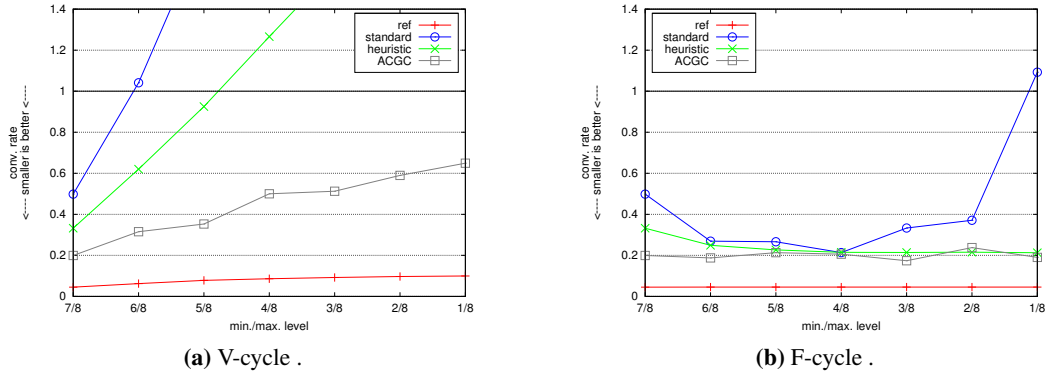 1.4
1.2
1
0.8
0.6
0.4
0.2
0
conv. rate
<---- smaller is better <----
ref
standard
heuristic
ACGC
7/8 6/8 5/8 4/8 3/8 2/8 1/8
min./max. level
(a) V-cycle .
1.4
1.2
1
0.8
0.6
0.4
0.2
0
conv. rate
<---- smaller is better <----
ref
standard
heuristic
ACGC
7/8 6/8 5/8 4/8 3/8 2/8 1/8
min./max. level
(b) F-cycle .